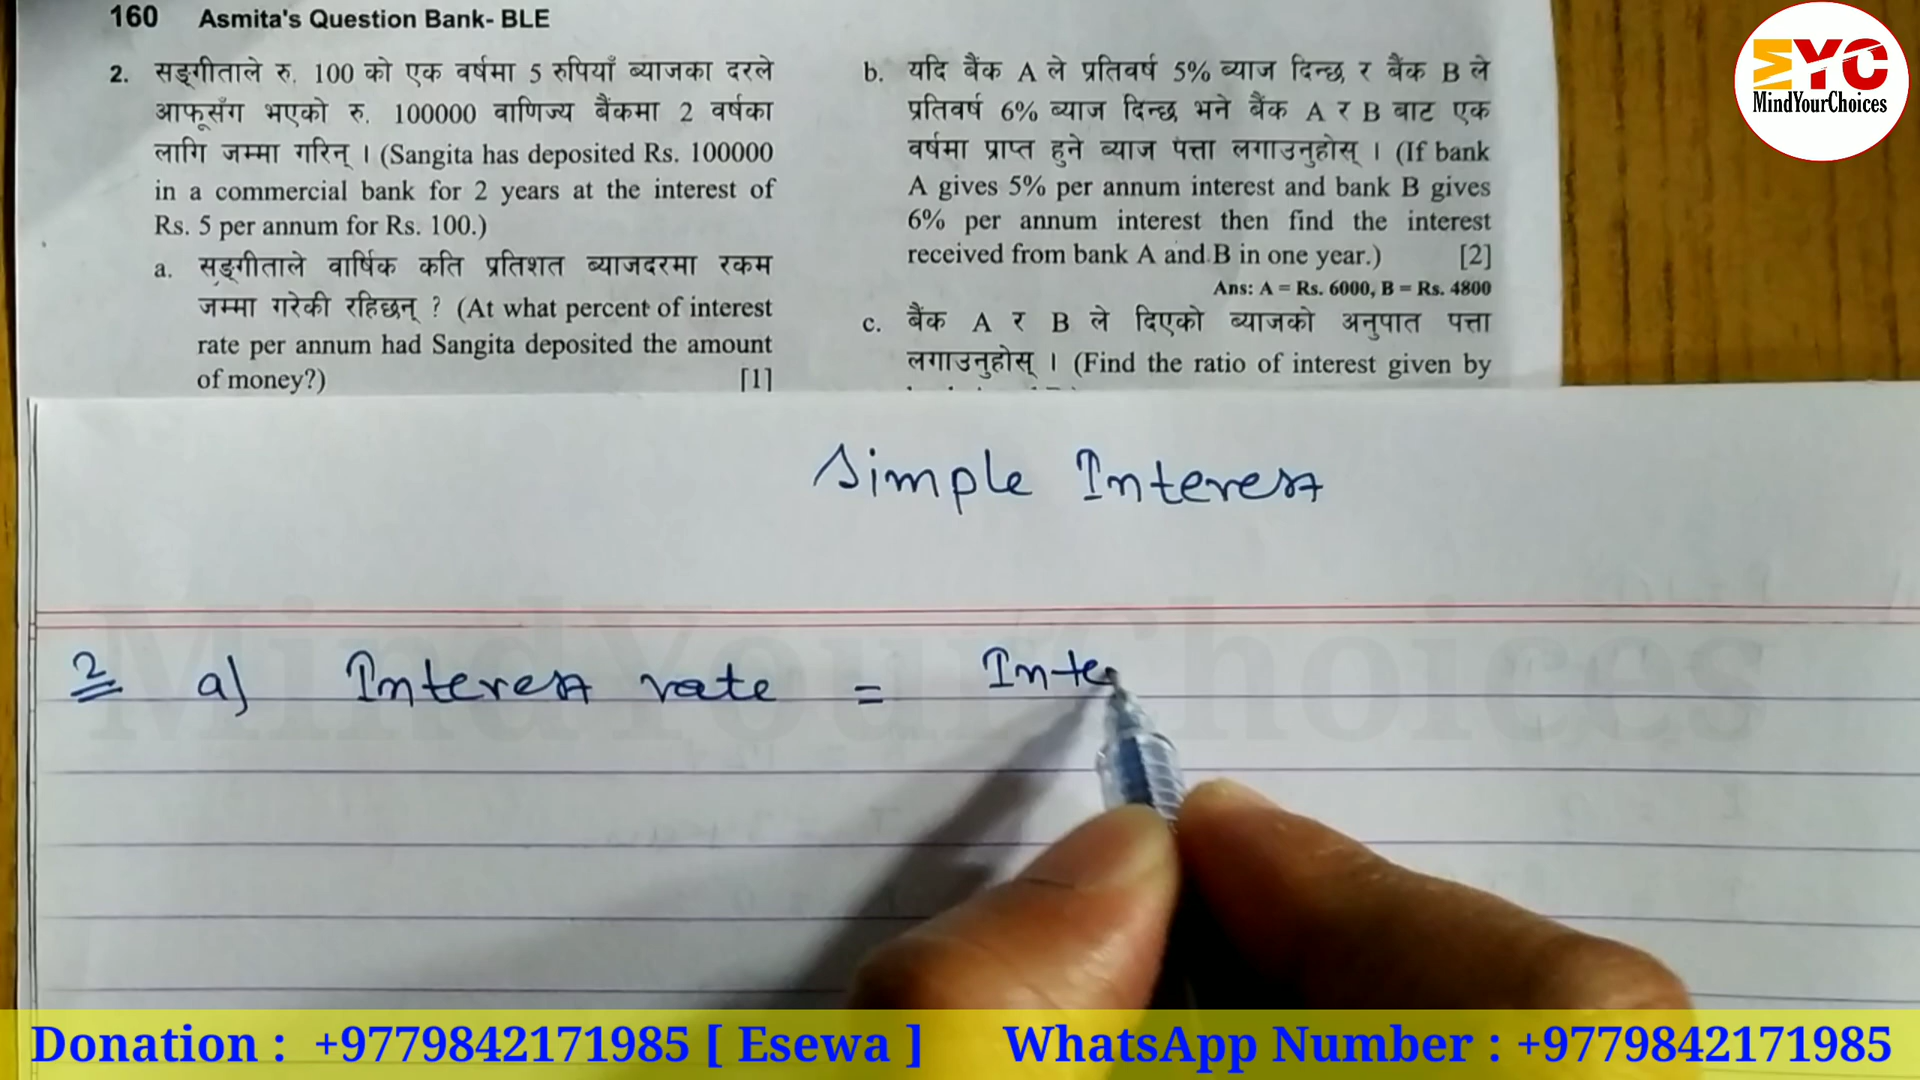 160 Asmita's Question Bank- BLE
2. सङ्गीताले रु. 100 को एक वर्षमा 5 रुपियाँ ब्याजका दरले
आफूसँग भएको रु. 100000 वाणिज्य बैंकमा 2 वर्षका
लागि जम्मा गरिन् । (Sangita has deposited Rs. 100000
in a commercial bank for 2 years at the interest of
Rs. 5 per annum for Rs. 100.)
a. सङ्गीताले वार्षिक कति प्रतिशत ब्याजदरमा रकम
जम्मा गरेकी रहिछन् ? (At what percent of interest
rate per annum had Sangita deposited the amount
of money?) [1]
b. यदि बैंक A ले प्रतिवर्ष 5% ब्याज दिन्छ र बैंक B ले
प्रतिवर्ष 6% ब्याज दिन्छ भने बैंक A र B बाट एक
वर्षमा प्राप्त हुने ब्याज पत्ता लगाउनुहोस् । (If bank
A gives 5% per annum interest and bank B gives
6% per annum interest then find the interest
received from bank A and B in one year.) [2]
Ans: A = Rs. 6000, B = Rs. 4800
c. बैंक A र B ले दिएको ब्याजको अनुपात पत्ता
लगाउनुहोस् । (Find the ratio of interest given by
MYC
MindYourChoices
Simple Interest
MindYourChoices
2 a) Interest rate = Inte
Donation : +9779842171985 [ Esewa ] WhatsApp Number : +9779842171985